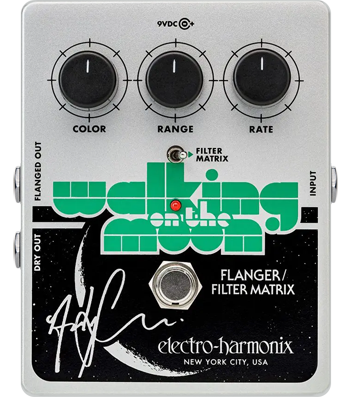 9VDC
COLOR
RANGE
RATE
FILTER
MATRIX
FLANGED OUT
INPUT
walking
on the
moon
DRY OUT
FLANGER/
FILTER MATRIX
electro-harmonix
NEW YORK CITY, USA